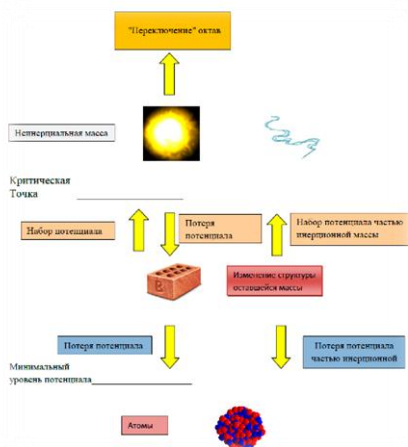 "Переключение" октав
Неинерциальная масса
Критическая
Точка
Набор потенциала
Потеря
потенциала
Набор потенциала частью
инерционной массы
Изменение структуры
оставшейся массы
Потеря потенциала
Потеря потенциала
частью инерционной
Минимальный
уровень потенциала
Атомы